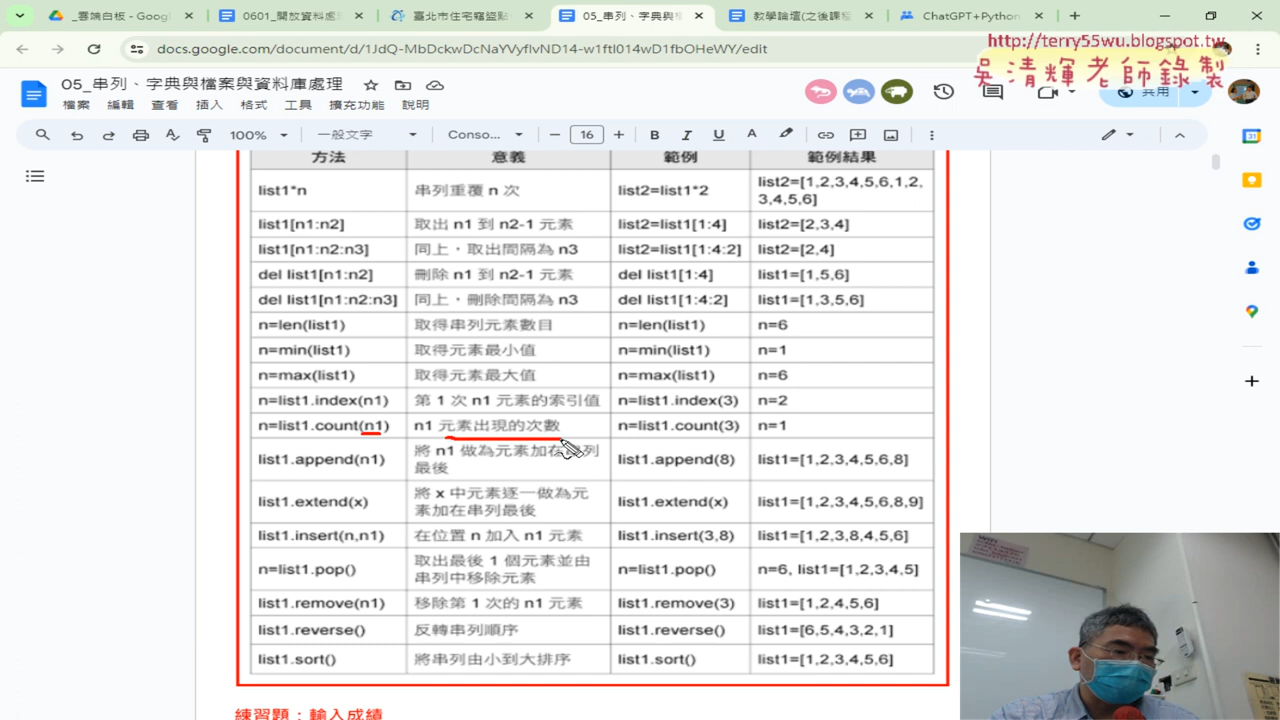 _雲端白板 - Goog
0601_開放資料處
臺北市住宅竊盜點
05_串列、字典與
教學論壇(之後課程
ChatGPT+Python
docs.google.com/document/d/1JdQ-MbDckwDcNaYVyfIvND14-w1ftl014wD1fbOHeWY/edit
http://terry55wu.blogspot.tw
吳清輝老師錄製
05_串列、字典與檔案與資料庫處理
共用
檔案 編輯 查看 插入 格式 工具 擴充功能 說明
100% 一般文字 Conso... 16 B I U A
方法 意義 範例 範例結果
list1*n 串列重覆 n 次 list2=list1*2 list2=[1,2,3,4,5,6,1,2,
3,4,5,6]
list1[n1:n2] 取出 n1 到 n2-1 元素 list2=list1[1:4] list2=[2,3,4]
list1[n1:n2:n3] 同上，取出間隔為 n3 list2=list1[1:4:2] list2=[2,4]
del list1[n1:n2] 刪除 n1 到 n2-1 元素 del list1[1:4] list1=[1,5,6]
del list1[n1:n2:n3] 同上，刪除間隔為 n3 del list1[1:4:2] list1=[1,3,5,6]
n=len(list1) 取得串列元素數目 n=len(list1) n=6
n=min(list1) 取得元素最小值 n=min(list1) n=1
n=max(list1) 取得元素最大值 n=max(list1) n=6
n=list1.index(n1) 第 1 次 n1 元素的索引值 n=list1.index(3) n=2
n=list1.count(n1) n1 元素出現的次數 n=list1.count(3) n=1
list1.append(n1) 將 n1 做為元素加在串列
最後 list1.append(8) list1=[1,2,3,4,5,6,8]
list1.extend(x) 將 x 中元素逐一做為元
素加在串列最後 list1.extend(x) list1=[1,2,3,4,5,6,8,9]
list1.insert(n,n1) 在位置 n 加入 n1 元素 list1.insert(3,8) list1=[1,2,3,8,4,5,6]
n=list1.pop() 取出最後 1 個元素並由
串列中移除元素 n=list1.pop() n=6, list1=[1,2,3,4,5]
list1.remove(n1) 移除第 1 次的 n1 元素 list1.remove(3) list1=[1,2,4,5,6]
list1.reverse() 反轉串列順序 list1.reverse() list1=[6,5,4,3,2,1]
list1.sort() 將串列由小到大排序 list1.sort() list1=[1,2,3,4,5,6]
練習題：輸入成績